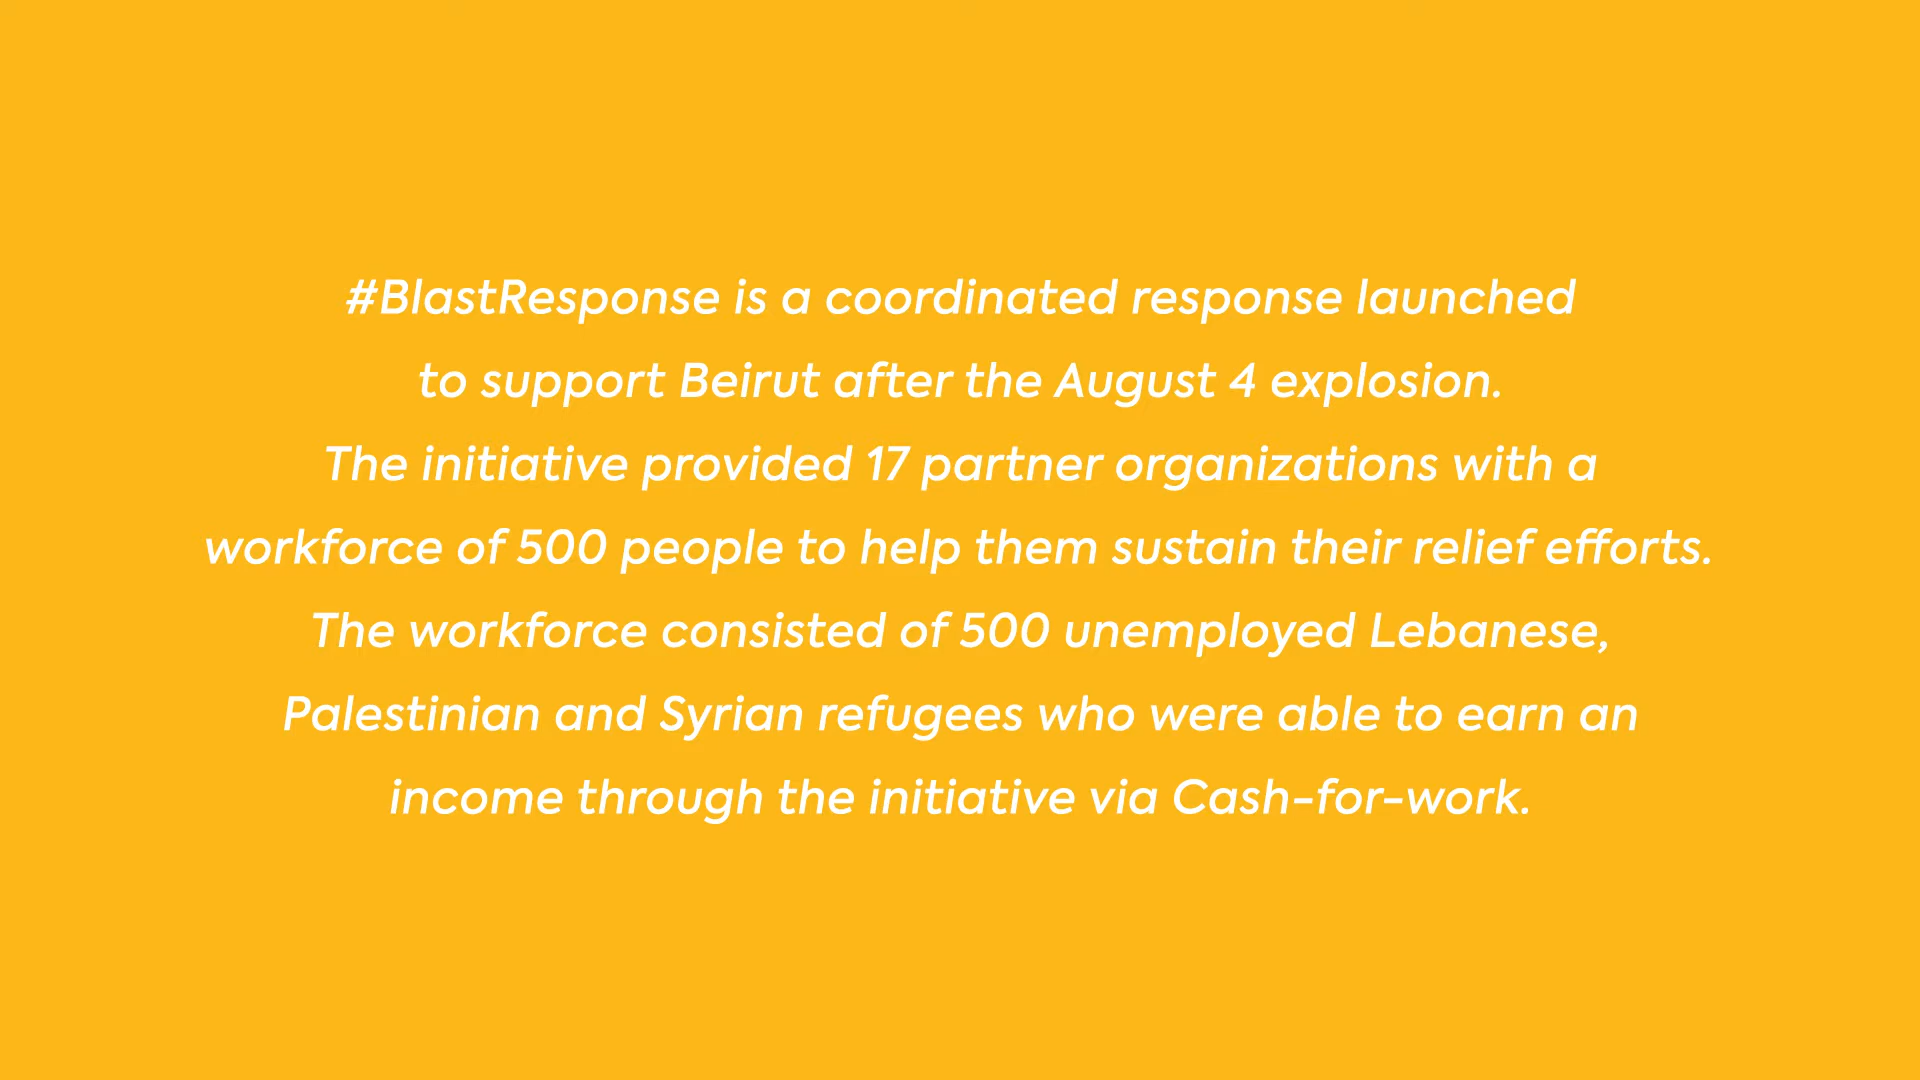 #BlastResponse is a coordinated response launched
to support Beirut after the August 4 explosion.
The initiative provided 17 partner organizations with a
workforce of 500 people to help them sustain their relief efforts.
The workforce consisted of 500 unemployed Lebanese,
Palestinian and Syrian refugees who were able to earn an
income through the initiative via Cash-for-work.